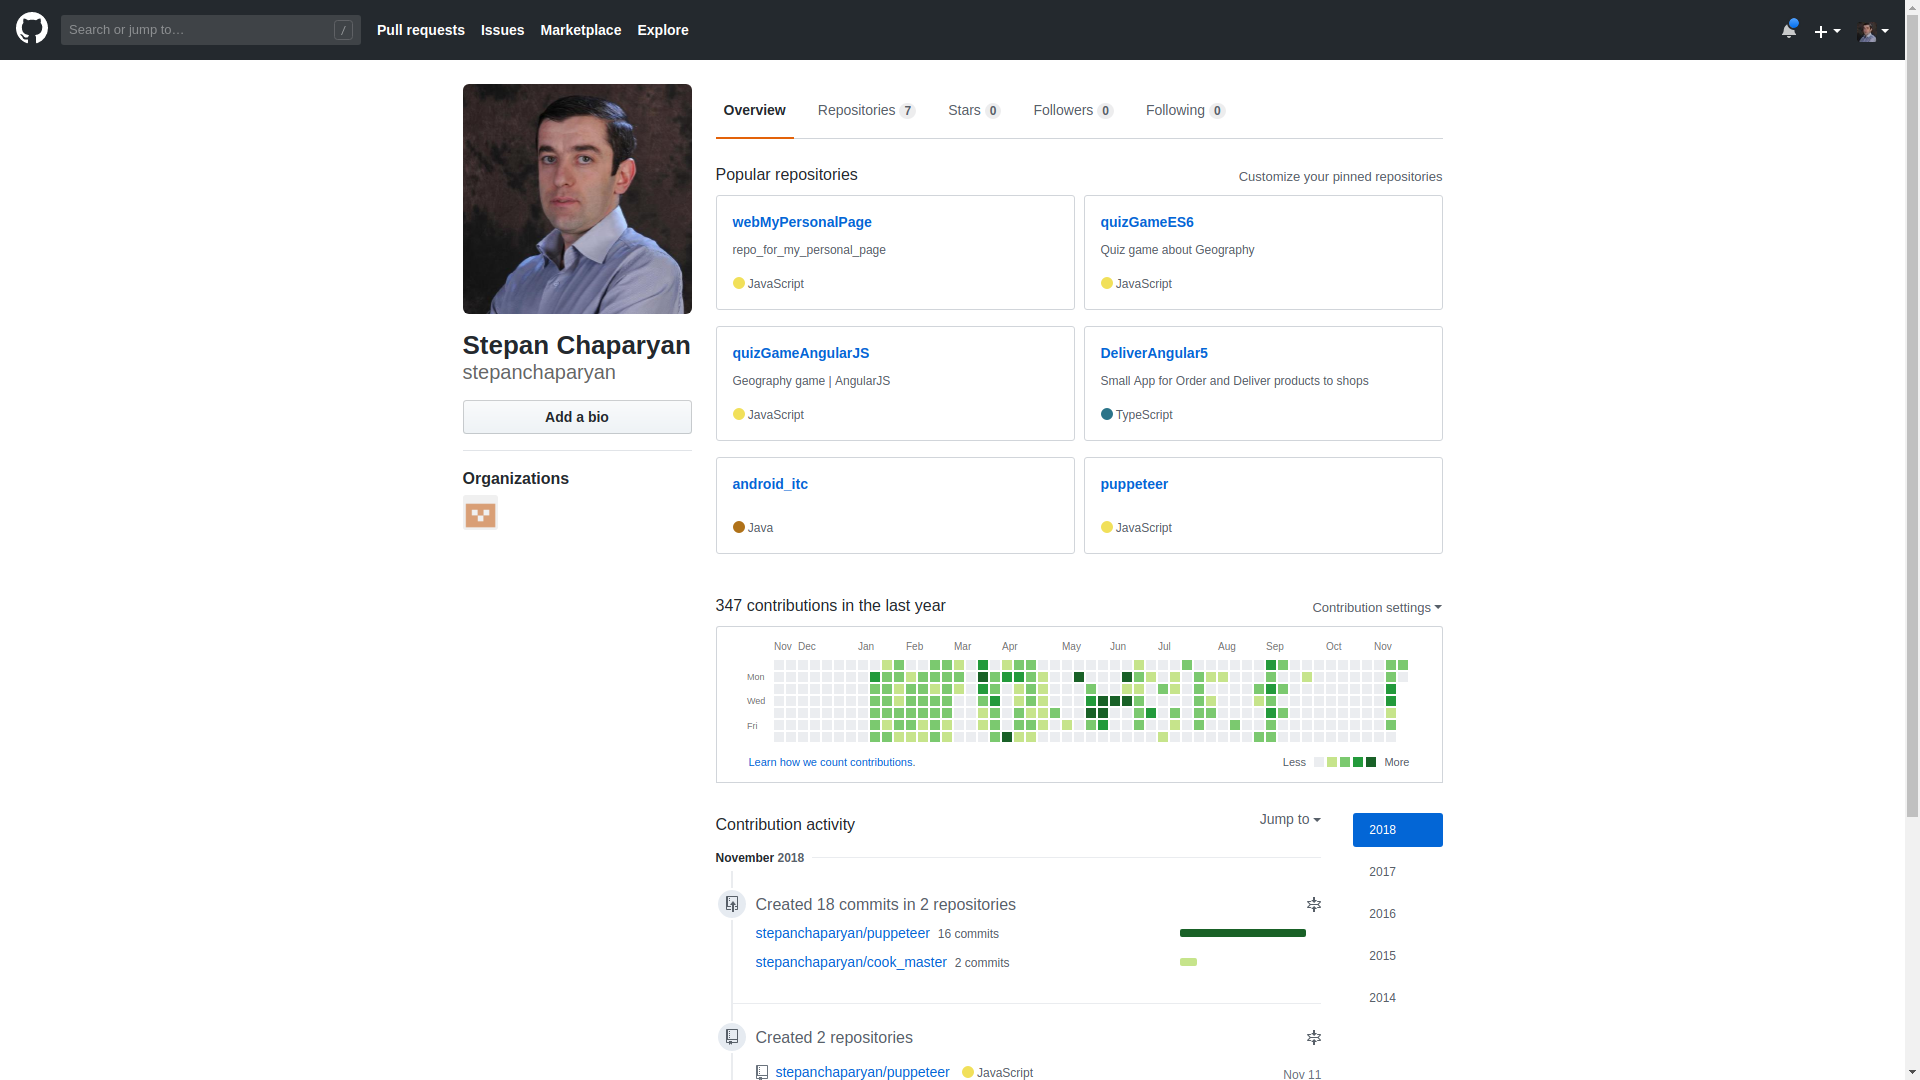 Search or jump to…
/
Pull requests
Issues
Marketplace
Explore
Overview
Repositories 7
Stars 0
Followers 0
Following 0
Popular repositories
Customize your pinned repositories
webMyPersonalPage
repo_for_my_personal_page
JavaScript
quizGameES6
Quiz game about Geography
JavaScript
quizGameAngularJS
Geography game | AngularJS
JavaScript
DeliverAngular5
Small App for Order and Deliver products to shops
TypeScript
android_itc
Java
puppeteer
JavaScript
Stepan Chaparyan
stepanchaparyan
Add a bio
Organizations
347 contributions in the last year
Contribution settings
Nov Dec Jan Feb Mar Apr May Jun Jul Aug Sep Oct Nov
Mon
Wed
Fri
Learn how we count contributions.
Less
More
Contribution activity
Jump to
2018
2017
2016
2015
2014
November 2018
Created 18 commits in 2 repositories
stepanchaparyan/puppeteer 16 commits
stepanchaparyan/cook_master 2 commits
Created 2 repositories
stepanchaparyan/puppeteer JavaScript Nov 11